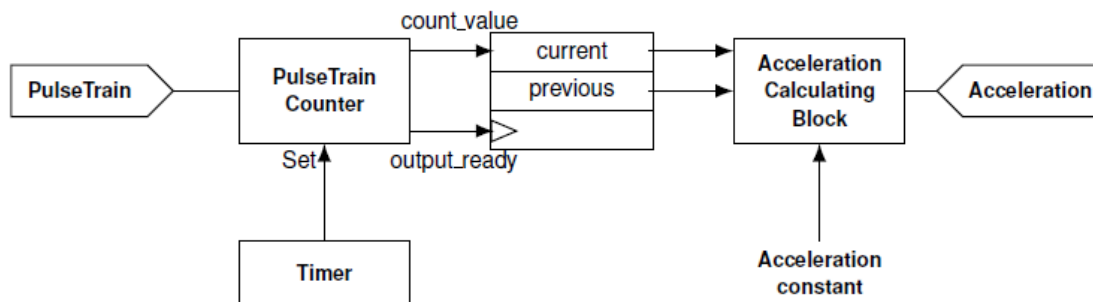 count_value
PulseTrain
PulseTrain
Counter
current
previous
Acceleration
Calculating
Block
Acceleration
Set
output_ready
Timer
Acceleration
constant